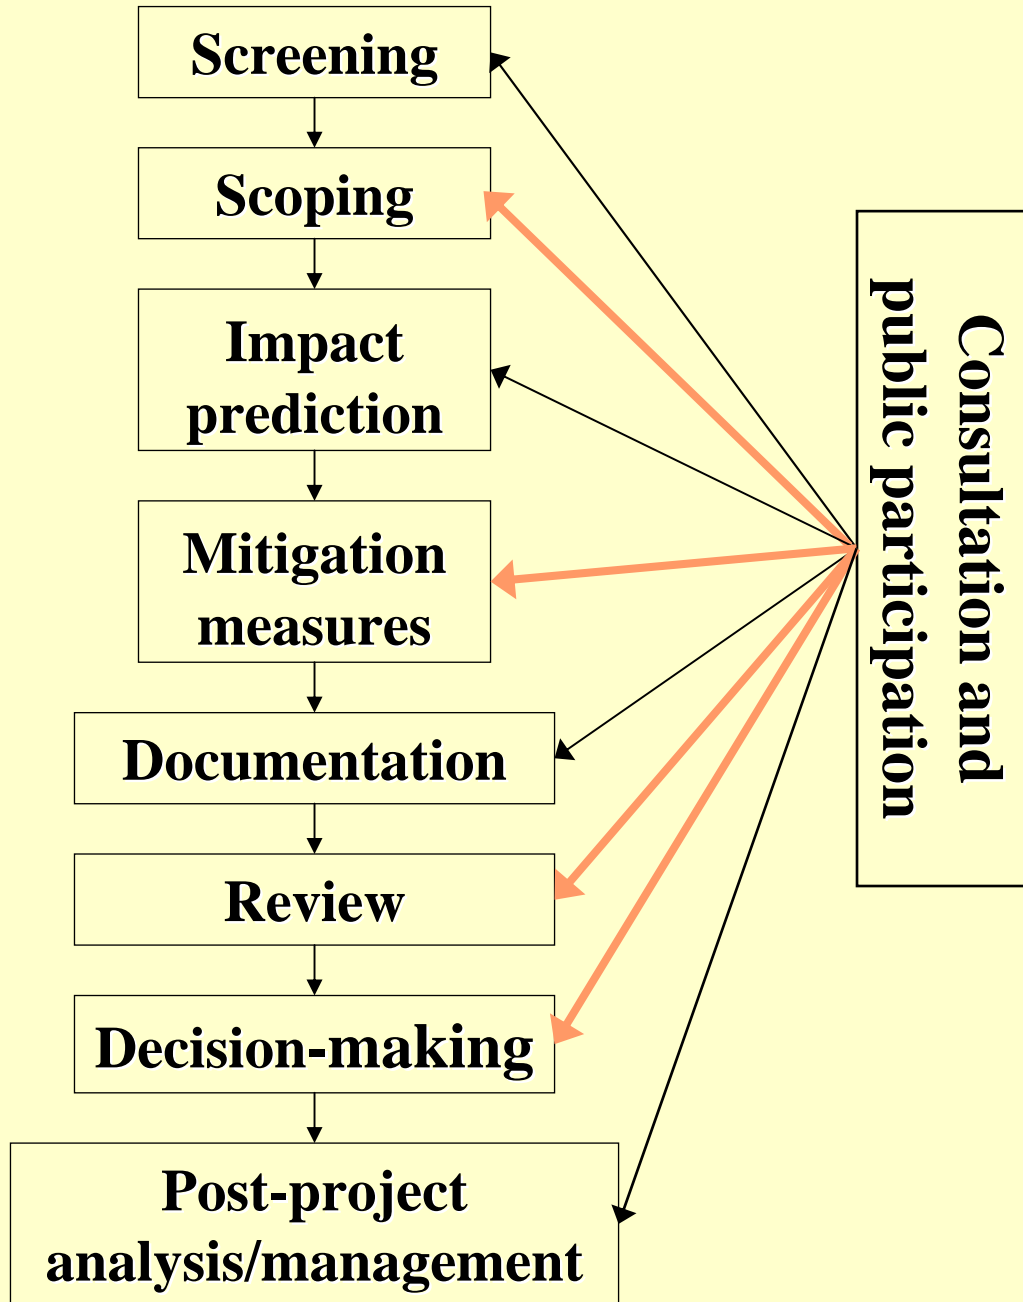 Screening
Scoping
Impact
prediction
Mitigation
measures
Documentation
Review
Decision-making
Post-project
analysis/management
Consultation and
public participation